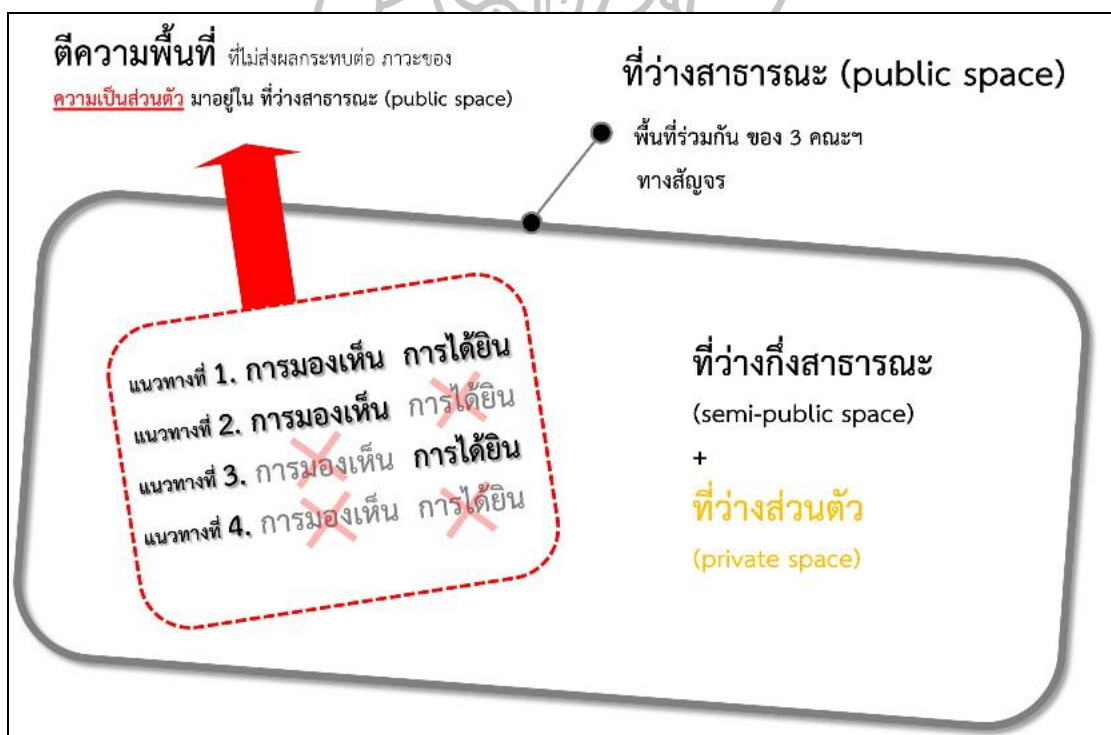 ตีความพื้นที่ ที่ไม่ส่งผลกระทบต่อ ภาวะของ
ความเป็นส่วนตัว มาอยู่ใน ที่ว่างสาธารณะ (public space)
ที่ว่างสาธารณะ (public space)
พื้นที่ร่วมกัน ของ 3 คณะฯ
ทางสัญจร
แนวทางที่ 1. การมองเห็น การได้ยิน
แนวทางที่ 2. การมองเห็น การได้ยิน
แนวทางที่ 3. การมองเห็น การได้ยิน
แนวทางที่ 4. การมองเห็น การได้ยิน
ที่ว่างกึ่งสาธารณะ
(semi-public space)
+
ที่ว่างส่วนตัว
(private space)